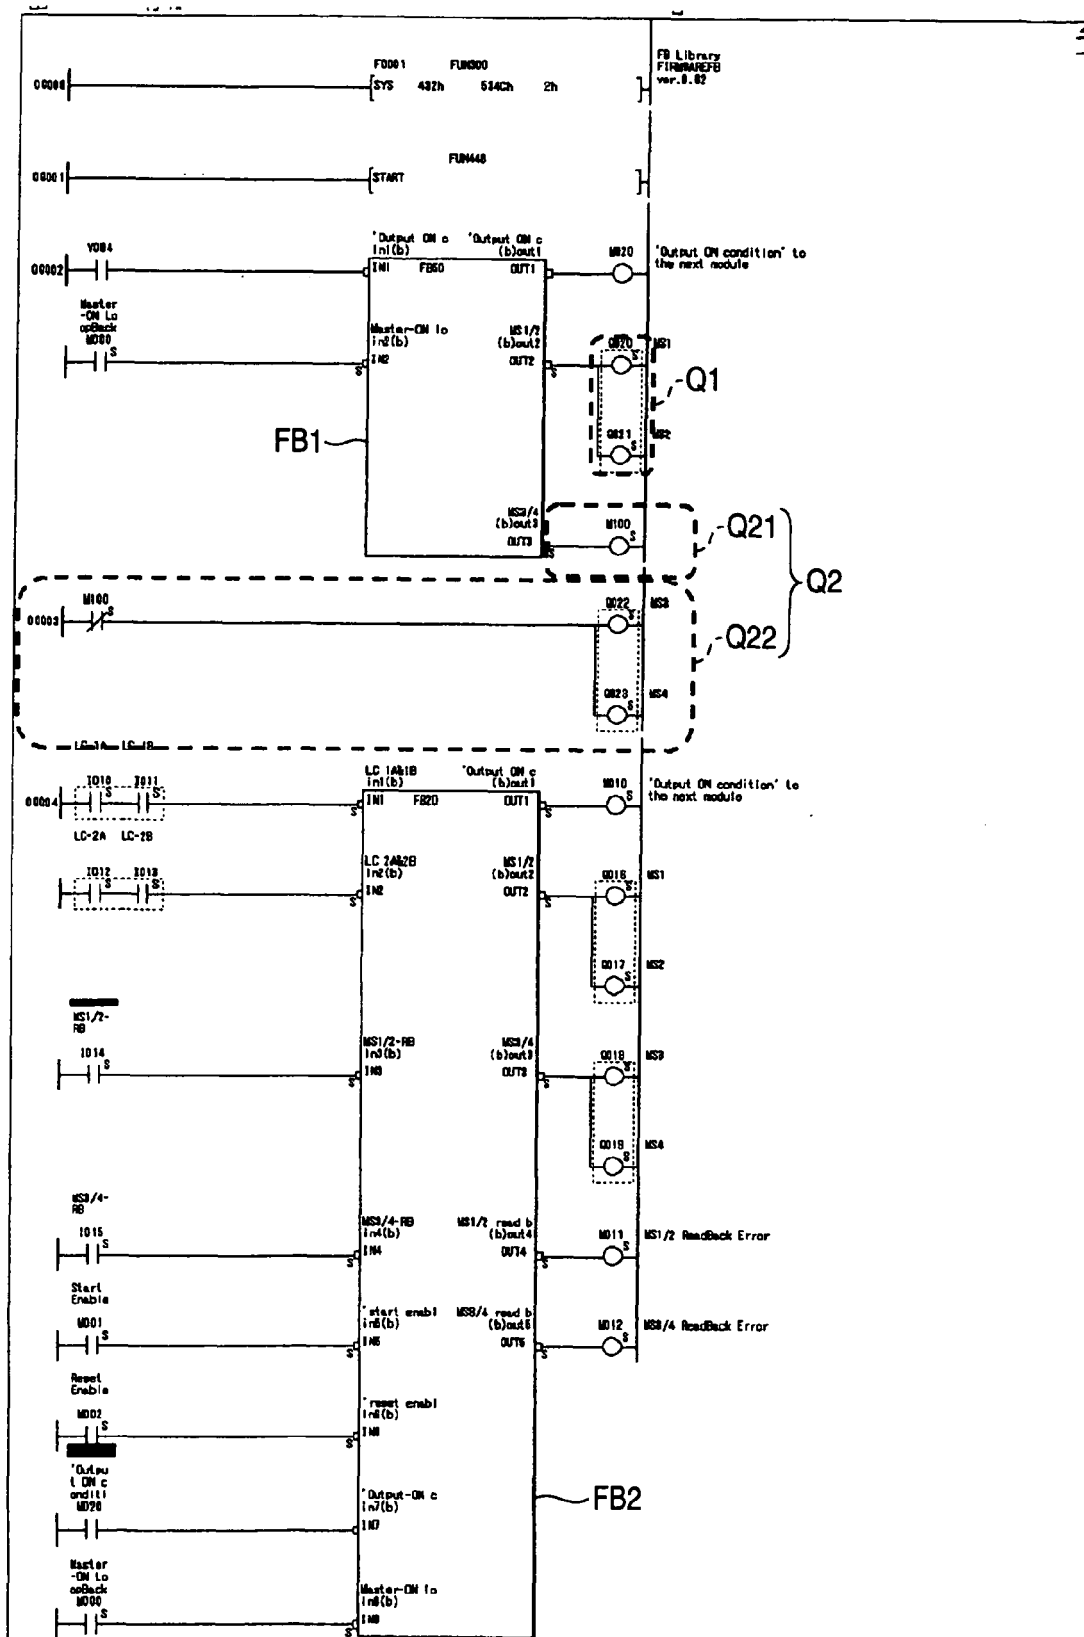 F0001 FUN300
00000 SYS 432h 534Ch 2h
FB Library
FIRMWAREFB
ver.0.02
FUN448
00001 START
'Output ON c
in1(b)
'Output ON c
(b)out1
00002 Y004 IN1 FB60 OUT1 M020
'Output ON condition' to
the next module
Master
-ON Lo
opBack
M000 S
Master-ON lo
in2(b)
IN2
MS1/2
(b)out2
OUT2
Q020 S MS1
Q1
Q021 S MS2
FB1
MS3/4
(b)out3
OUT3
M100 S
Q21
Q2
00003 M100 S
Q022 S MS3
Q22
Q023 S MS4
LC-1A LC-1B
00004 I010 S I011 S
LC 1A&1B
in1(b)
IN1 FB20
'Output ON c
(b)out1
OUT1
M010 S
'Output ON condition' to
the next module
LC-2A LC-2B
I012 S I013 S
LC 2A&2B
in2(b)
IN2
MS1/2
(b)out2
OUT2
Q016 S MS1
Q017 S MS2
MS1/2-
RB
I014 S
MS1/2-RB
in3(b)
IN3
MS3/4
(b)out3
OUT3
Q018 S MS3
Q019 S MS4
MS3/4-
RB
I015 S
MS3/4-RB
in4(b)
IN4
MS1/2 read b
(b)out4
OUT4
M011 S MS1/2 ReadBack Error
Start
Enable
M001 S
'start enabl
in5(b)
IN5
MS3/4 read b
(b)out5
OUT5
M012 S MS3/4 ReadBack Error
Reset
Enable
M002 S
'reset enabl
in6(b)
IN6
'Outpu
t ON c
onditi
M020
'Output-ON c
in7(b)
IN7
FB2
Master
-ON Lo
opBack
M000 S
Master-ON lo
in8(b)
IN8